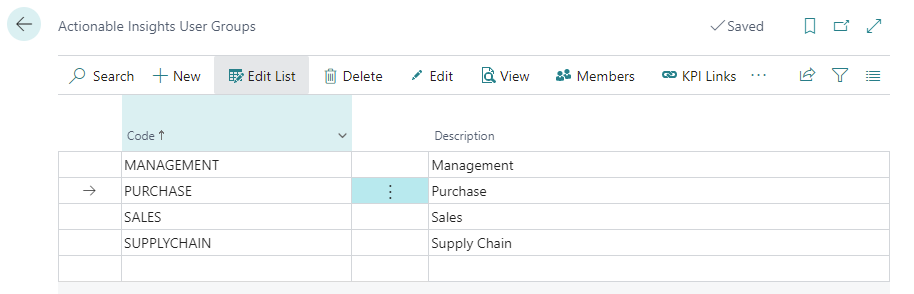 Actionable Insights User Groups
Saved
Search New Edit List Delete Edit View Members KPI Links ...
Code ↑ Description
MANAGEMENT Management
PURCHASE Purchase
SALES Sales
SUPPLYCHAIN Supply Chain